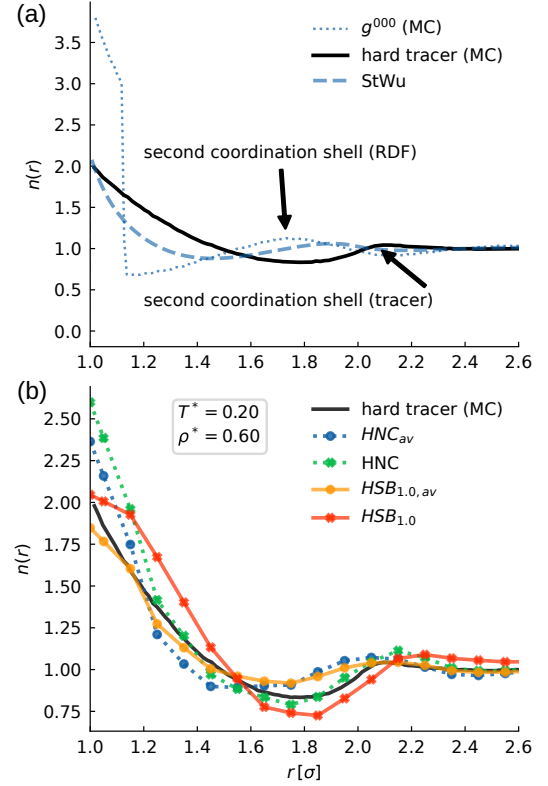 (a)
g⁰⁰⁰ (MC)
hard tracer (MC)
StWu
second coordination shell (RDF)
second coordination shell (tracer)
n(r)
3.5
3.0
2.5
2.0
1.5
1.0
0.5
0.0
1.0 1.2 1.4 1.6 1.8 2.0 2.2 2.4 2.6
(b)
T* = 0.20
ρ* = 0.60
hard tracer (MC)
HNC_av
HNC
HSB_1.0, av
HSB_1.0
n(r)
2.50
2.25
2.00
1.75
1.50
1.25
1.00
0.75
1.0 1.2 1.4 1.6 1.8 2.0 2.2 2.4 2.6
r [σ]